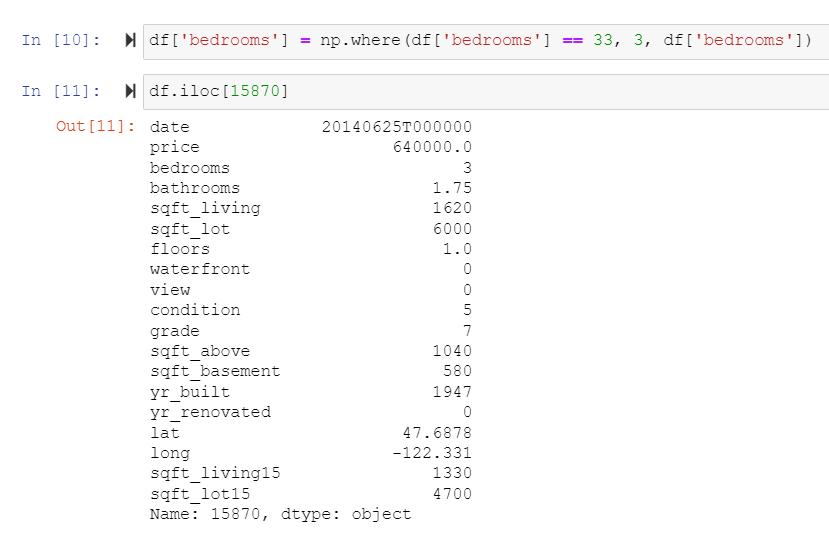 In [10]: df['bedrooms'] = np.where(df['bedrooms'] == 33, 3, df['bedrooms'])
In [11]: df.iloc[15870]
Out[11]: date 20140625T000000
price 640000.0
bedrooms 3
bathrooms 1.75
sqft_living 1620
sqft_lot 6000
floors 1.0
waterfront 0
view 0
condition 5
grade 7
sqft_above 1040
sqft_basement 580
yr_built 1947
yr_renovated 0
lat 47.6878
long -122.331
sqft_living15 1330
sqft_lot15 4700
Name: 15870, dtype: object